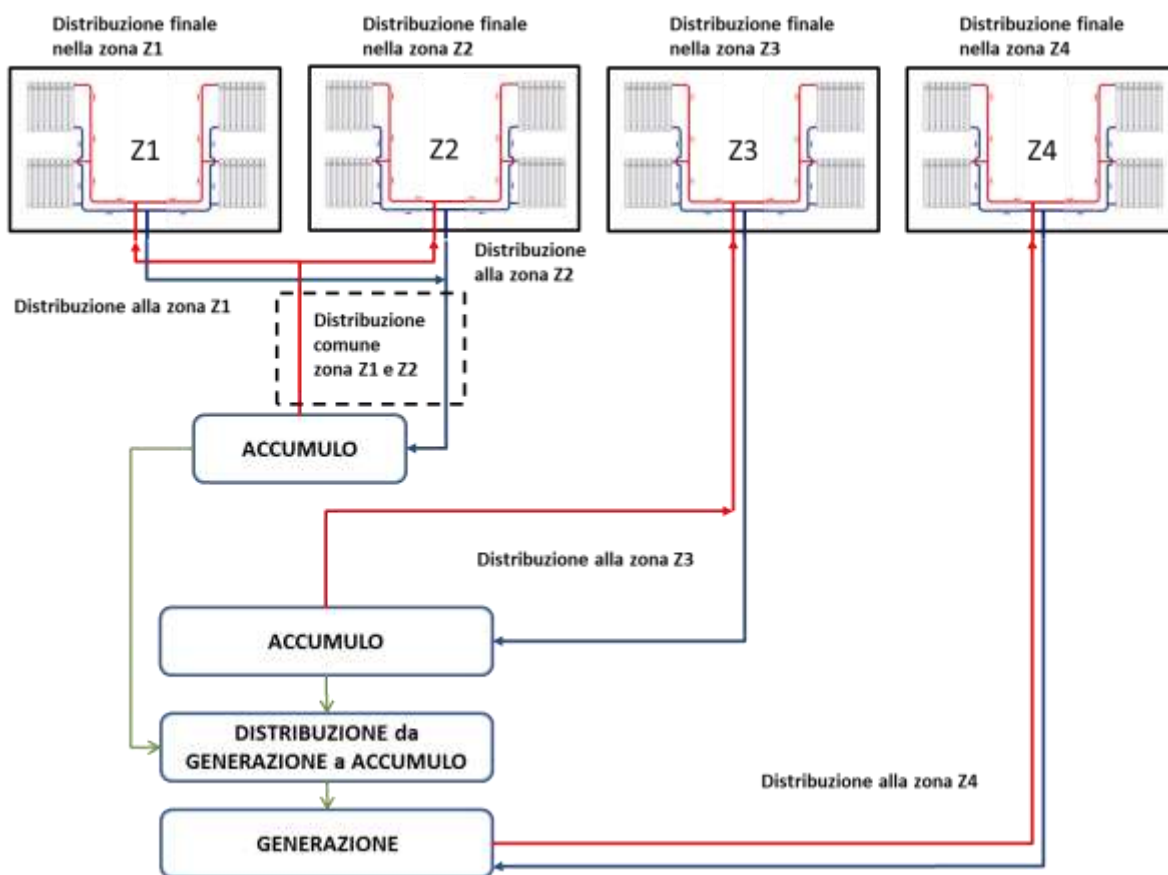 Distribuzione finale
nella zona Z1
Distribuzione finale
nella zona Z2
Distribuzione finale
nella zona Z3
Distribuzione finale
nella zona Z4
Z1
Z2
Z3
Z4
Distribuzione
alla zona Z2
Distribuzione alla zona Z1
Distribuzione
comune
zona Z1 e Z2
ACCUMULO
Distribuzione alla zona Z3
ACCUMULO
DISTRIBUZIONE da
GENERAZIONE a ACCUMULO
Distribuzione alla zona Z4
GENERAZIONE